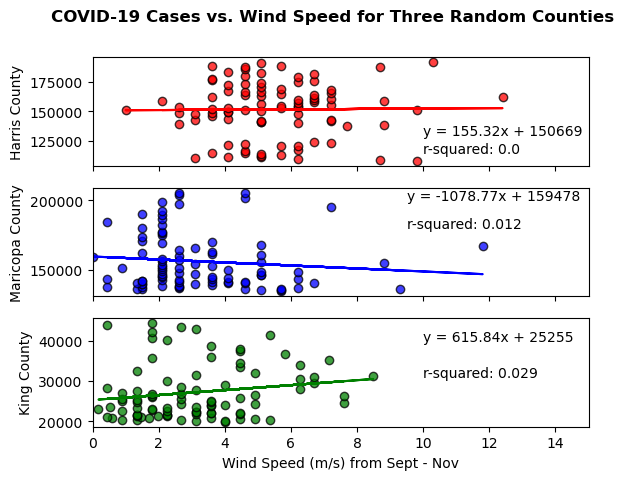 COVID-19 Cases vs. Wind Speed for Three Random Counties
Harris County
175000
150000
125000
y = 155.32x + 150669
r-squared: 0.0
Maricopa County
200000
150000
y = -1078.77x + 159478
r-squared: 0.012
King County
40000
30000
20000
y = 615.84x + 25255
r-squared: 0.029
0 2 4 6 8 10 12 14
Wind Speed (m/s) from Sept - Nov